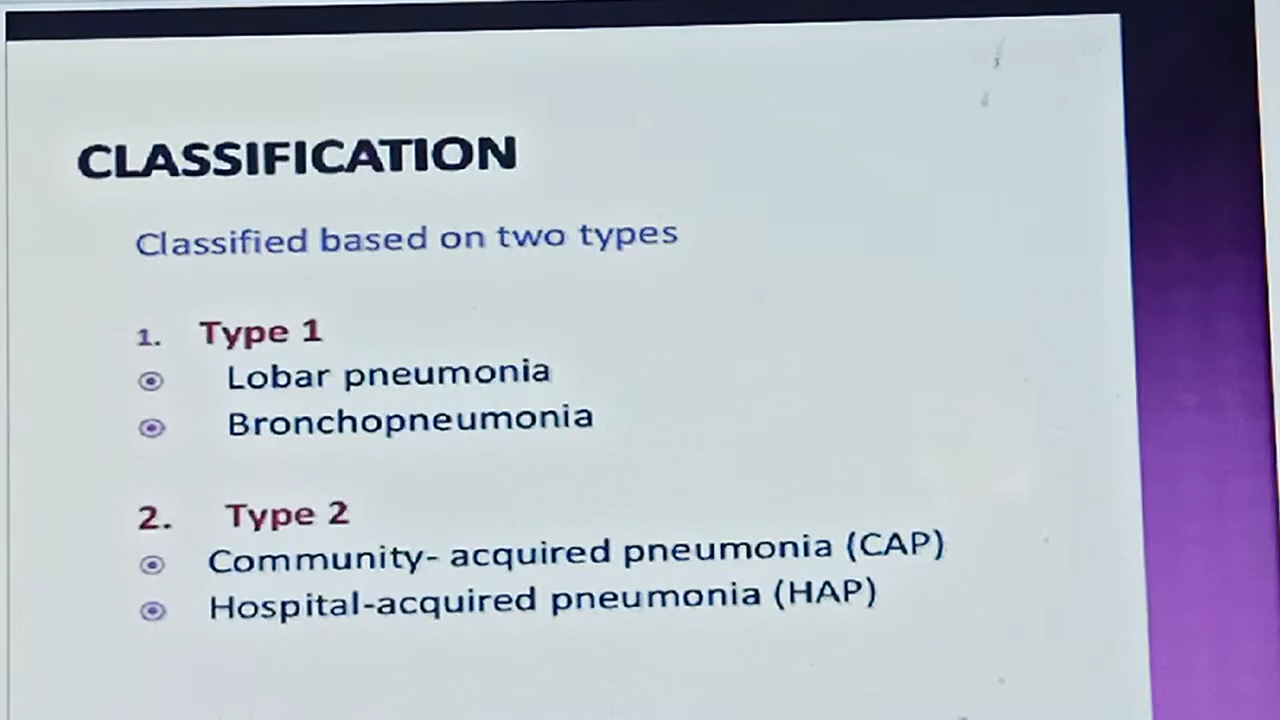 CLASSIFICATION
Classified based on two types
1. Type 1
Lobar pneumonia
Bronchopneumonia
2. Type 2
Community- acquired pneumonia (CAP)
Hospital-acquired pneumonia (HAP)